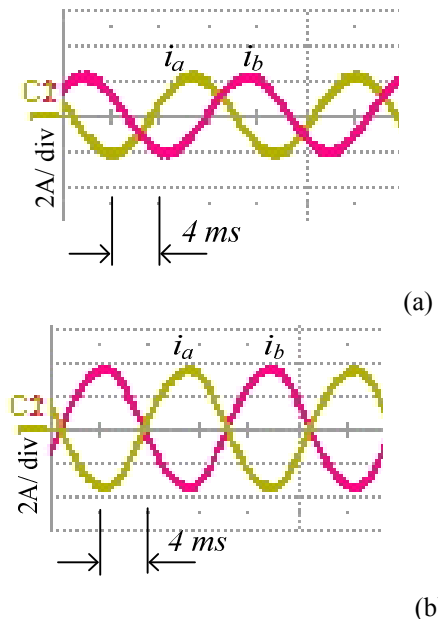 i_a i_b
C1
2A/ div
4 ms
(a)
i_a i_b
C1
2A/ div
4 ms
(b